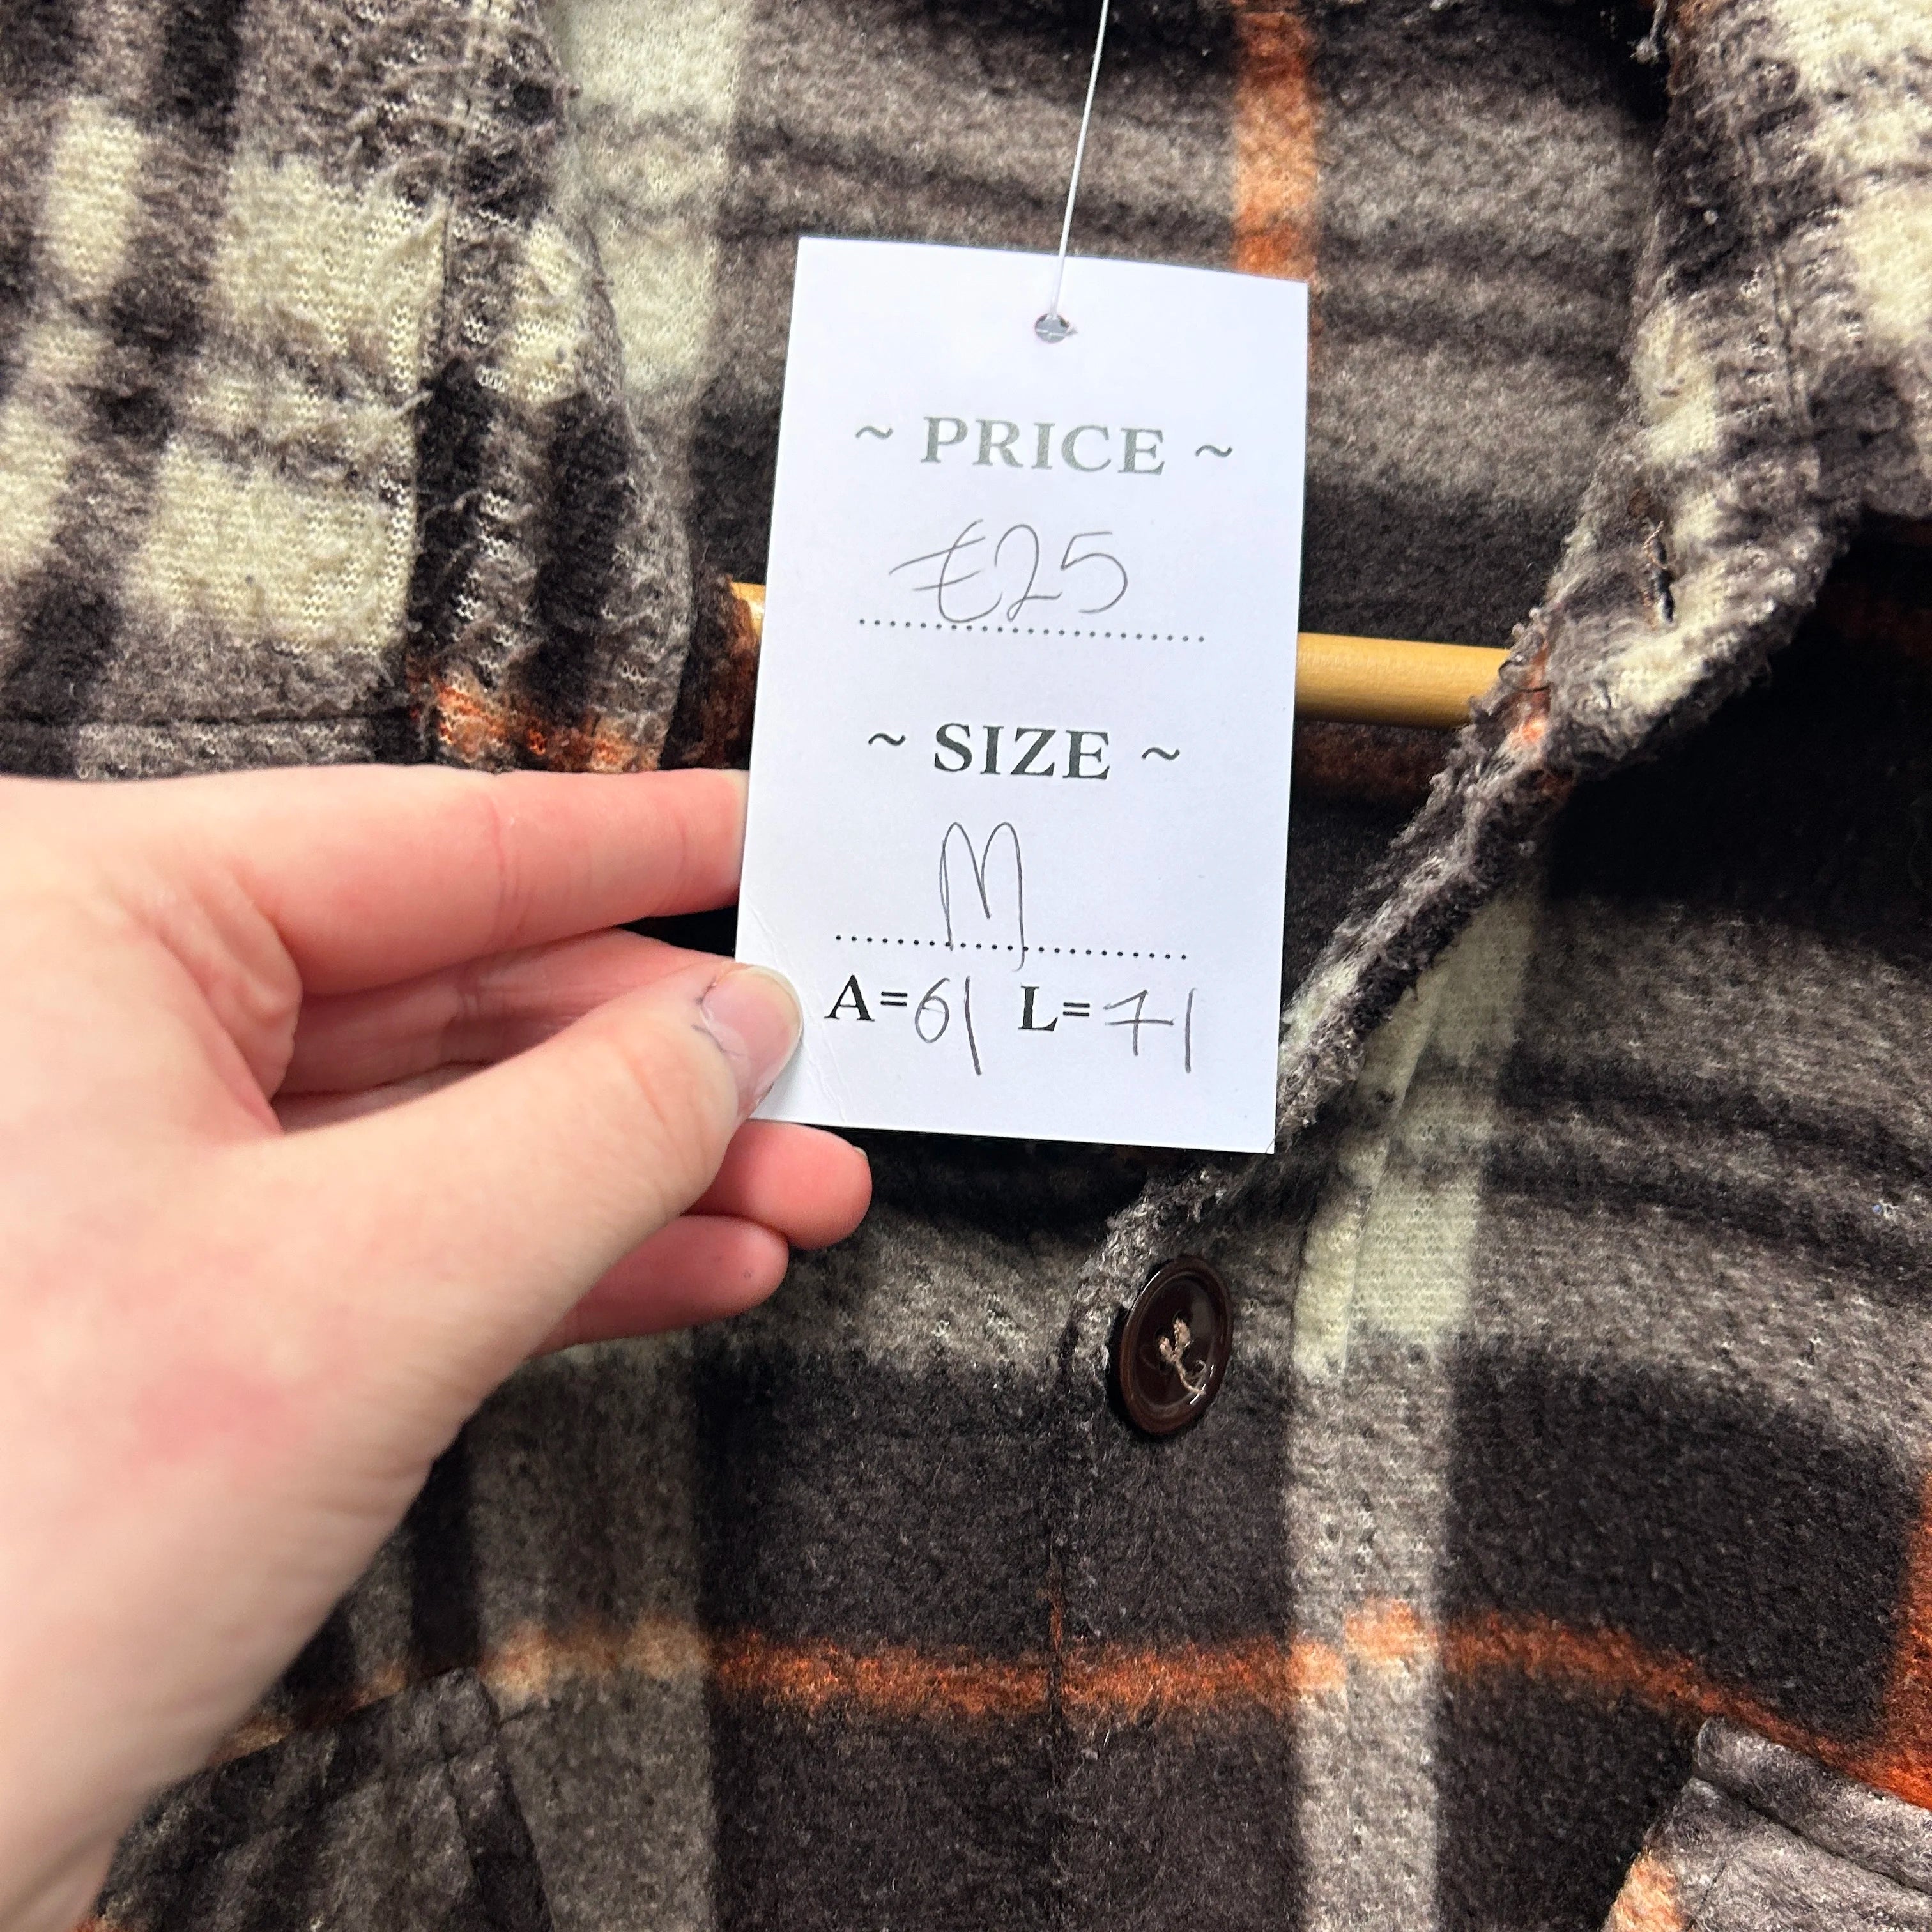 ~ PRICE ~
€25
~ SIZE ~
M
A=61 L=71